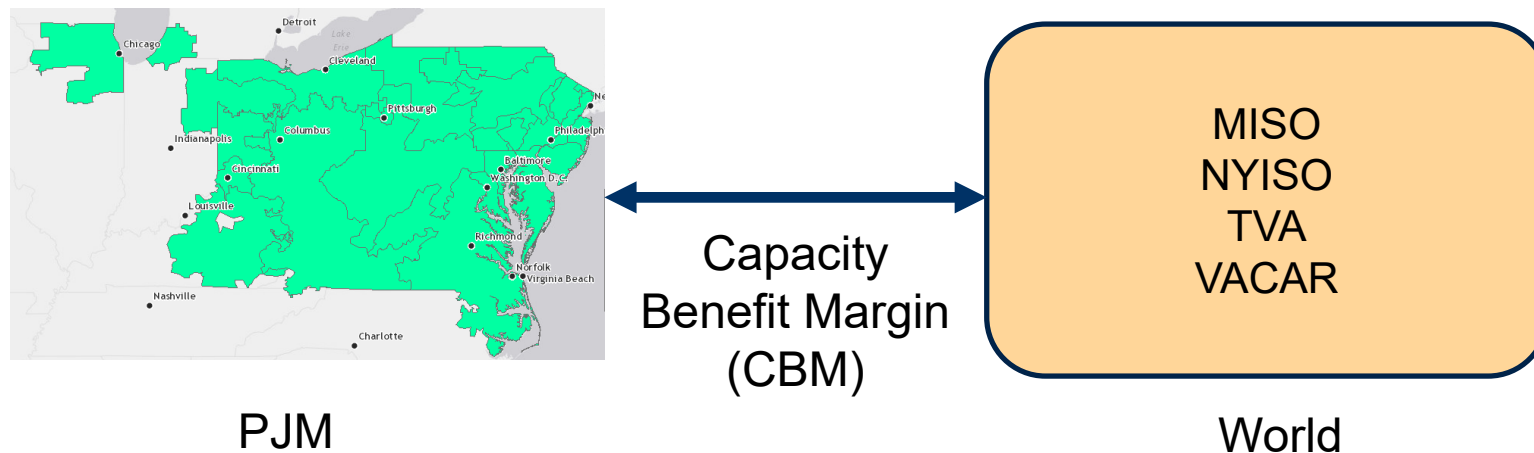 Detroit
Lake
Erie
Chicago
Cleveland
Ne
Pittsburgh
Philadelph
Columbus
Indianapolis
Baltimore
Washington D.C.
Cincinnati
Louisville
Richmond
Norfolk
Virginia Beach
Nashville
Charlotte
PJM
Capacity
Benefit Margin
(CBM)
MISO
NYISO
TVA
VACAR
World